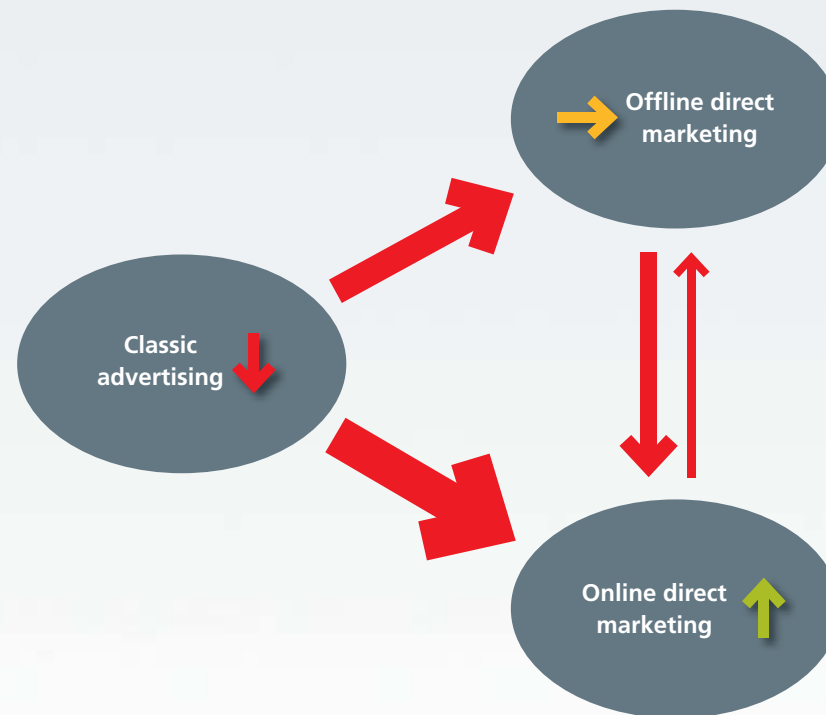 Offline direct
marketing
Classic
advertising
Online direct
marketing